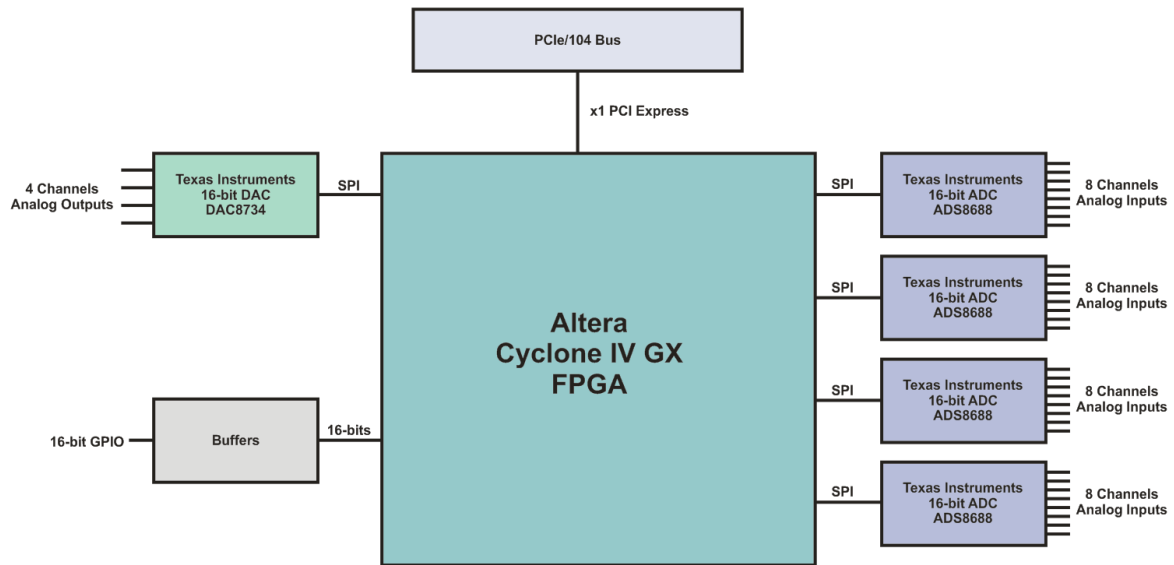 PCIe/104 Bus
x1 PCI Express
4 Channels
Analog Outputs
Texas Instruments
16-bit DAC
DAC8734
SPI
SPI
Texas Instruments
16-bit ADC
ADS8688
8 Channels
Analog Inputs
SPI
Texas Instruments
16-bit ADC
ADS8688
8 Channels
Analog Inputs
Altera
Cyclone IV GX
FPGA
SPI
Texas Instruments
16-bit ADC
ADS8688
8 Channels
Analog Inputs
16-bit GPIO
Buffers
16-bits
SPI
Texas Instruments
16-bit ADC
ADS8688
8 Channels
Analog Inputs